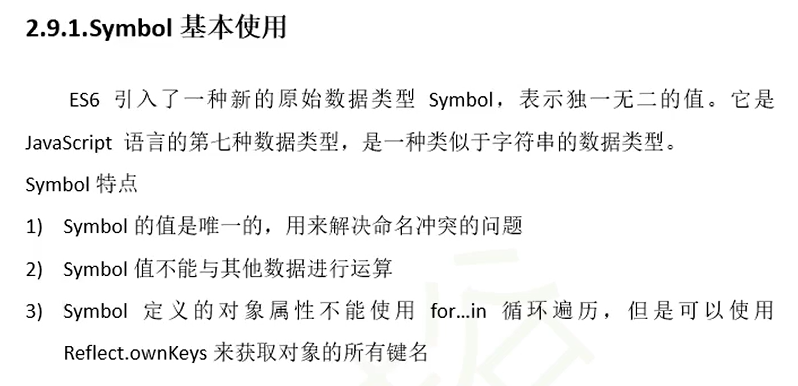 2.9.1.Symbol 基本使用
ES6 引入了一种新的原始数据类型 Symbol，表示独一无二的值。它是
JavaScript 语言的第七种数据类型，是一种类似于字符串的数据类型。
Symbol 特点
1) Symbol 的值是唯一的，用来解决命名冲突的问题
2) Symbol 值不能与其他数据进行运算
3) Symbol 定义的对象属性不能使用 for…in 循环遍历，但是可以使用
Reflect.ownKeys 来获取对象的所有键名